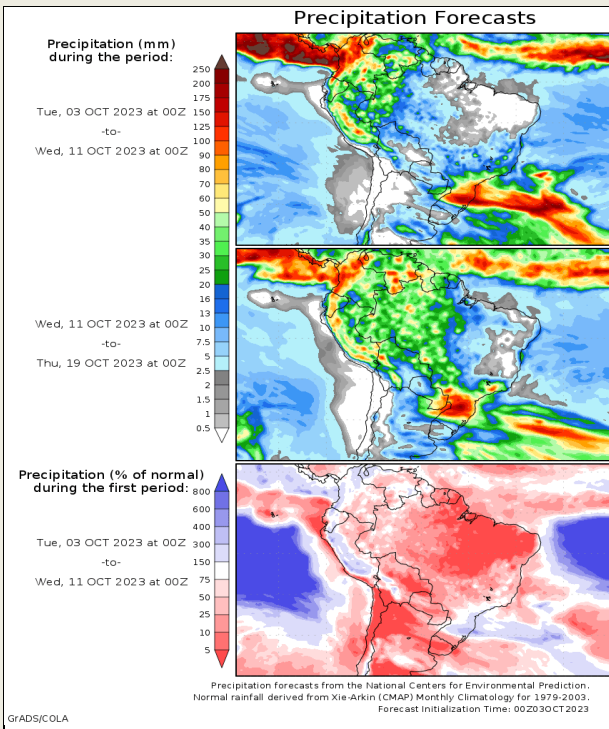 Precipitation Forecasts
Precipitation (mm)
during the period:
Tue, 03 OCT 2023 at 00Z
-to-
Wed, 11 OCT 2023 at 00Z
250
200
175
150
125
100
90
80
70
60
50
40
35
30
25
20
16
13
10
7.5
5
2.5
2
1.5
1
0.5
Wed, 11 OCT 2023 at 00Z
-to-
Thu, 19 OCT 2023 at 00Z
Precipitation (% of normal)
during the first period:
Tue, 03 OCT 2023 at 00Z
-to-
Wed, 11 OCT 2023 at 00Z
800
600
400
300
150
75
50
25
10
5
Precipitation forecasts from the National Centers for Environmental Prediction.
Normal rainfall derived from Xie-Arkin (CMAP) Monthly Climatology for 1979-2003.
Forecast Initialization Time: 00Z03OCT2023
GrADS/COLA